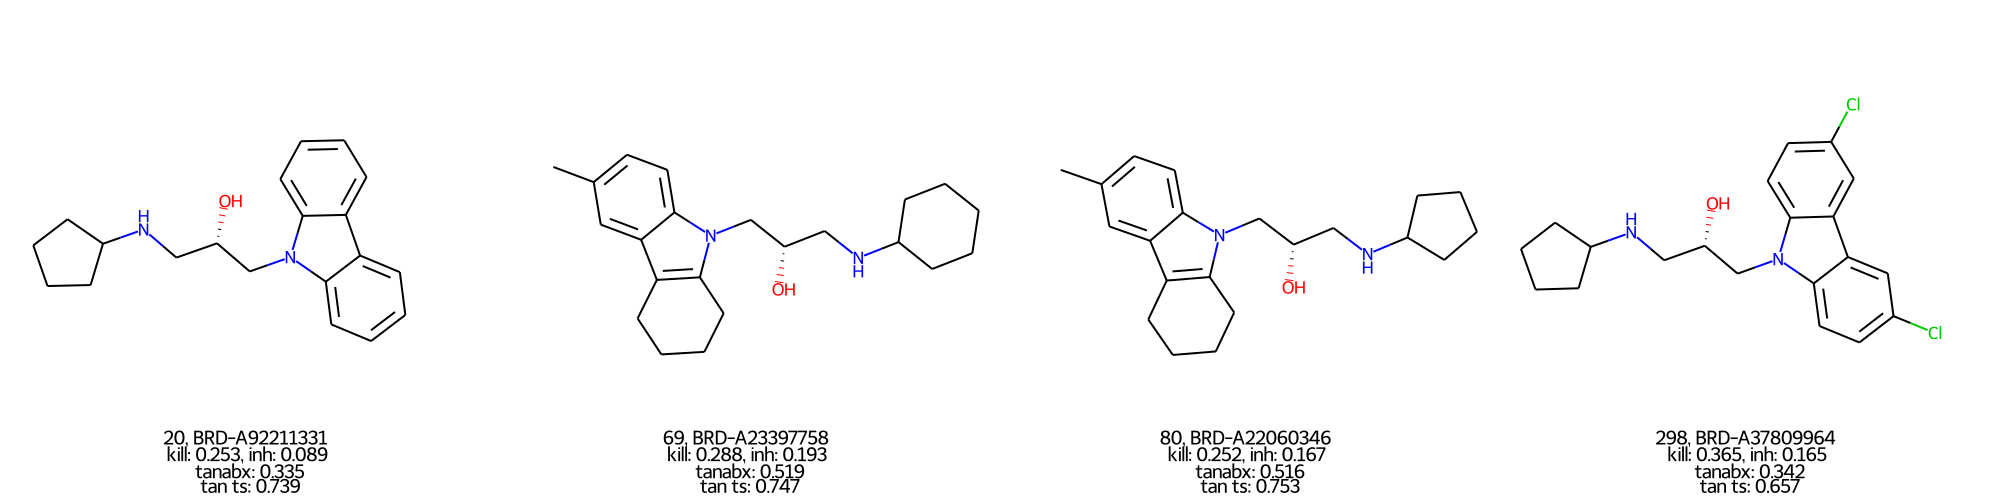 Cl
H
N
OH
N
N
N
H
OH
N
N
H
OH
H
N
OH
N
Cl
20, BRD-A92211331
kill: 0.253, inh: 0.089
tanabx: 0.335
tan ts: 0.739
69, BRD-A23397758
kill: 0.288, inh: 0.193
tanabx: 0.519
tan ts: 0.747
80, BRD-A22060346
kill: 0.252, inh: 0.167
tanabx: 0.516
tan ts: 0.753
298, BRD-A37809964
kill: 0.365, inh: 0.165
tanabx: 0.342
tan ts: 0.657